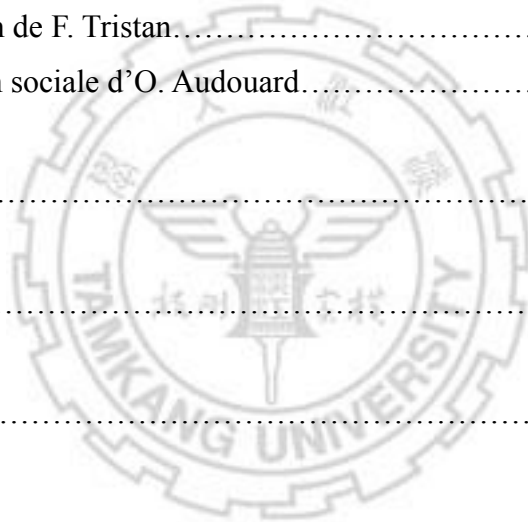 n de F. Tristan……………………………
n sociale d'O. Audouard…………………
……………………………………………
……………………………………………
……………………………………………
TAMKANG UNIVERSITY